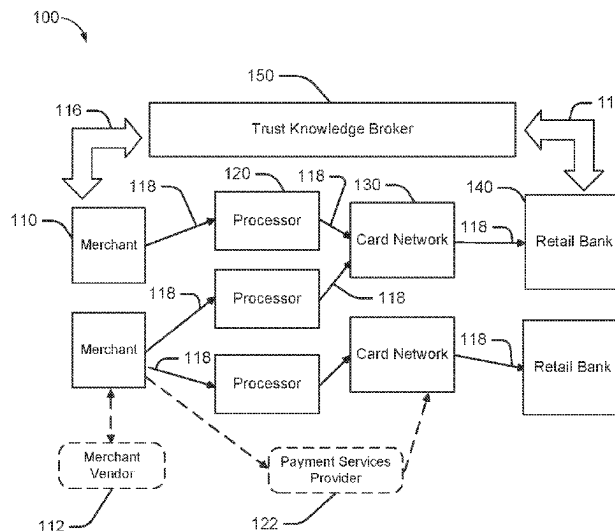 100
150
116
11
Trust Knowledge Broker
118
120
118
130
140
110
Merchant
Processor
Card Network
118
Retail Bank
118
Processor
118
Merchant
118
Processor
Card Network
118
Retail Bank
Merchant
Vendor
Payment Services
Provider
112
122